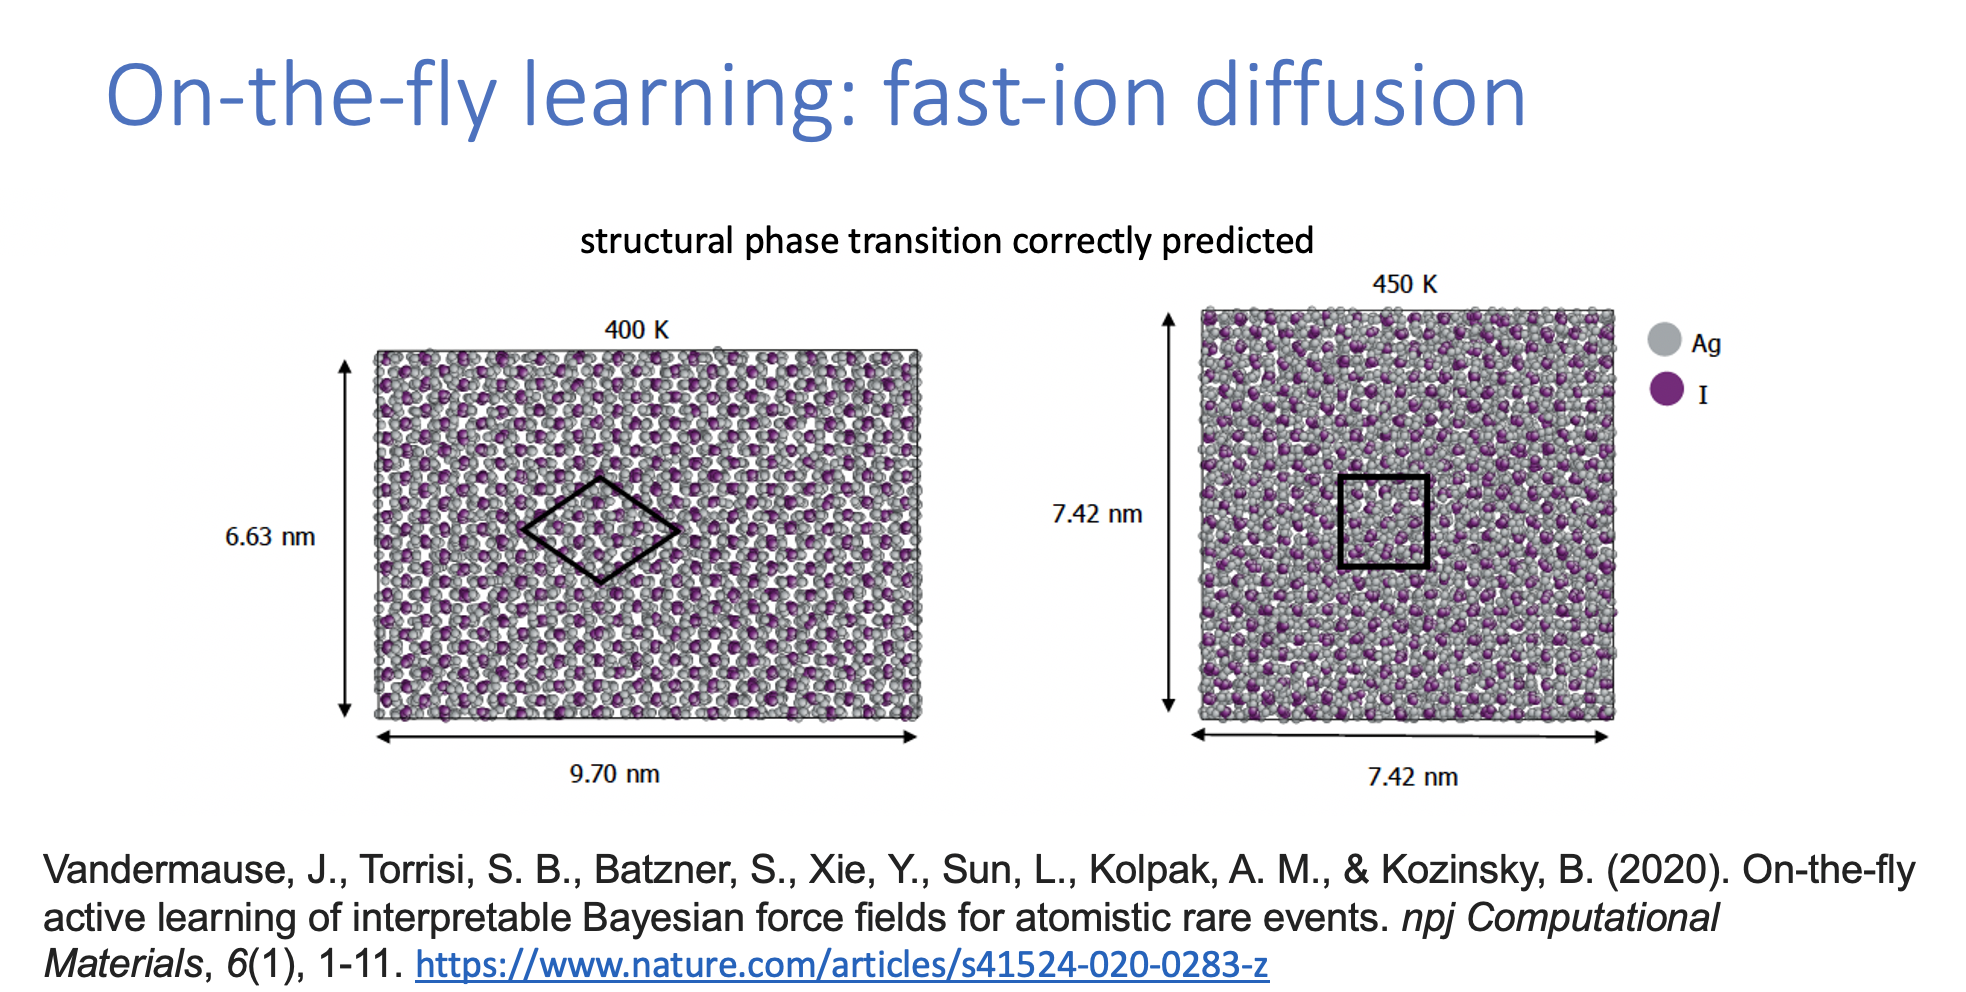 On-the-fly learning: fast-ion diffusion
structural phase transition correctly predicted
400 K
450 K
Ag
I
6.63 nm
7.42 nm
9.70 nm
7.42 nm
Vandermause, J., Torrisi, S. B., Batzner, S., Xie, Y., Sun, L., Kolpak, A. M., & Kozinsky, B. (2020). On-the-fly
active learning of interpretable Bayesian force fields for atomistic rare events. npj Computational
Materials, 6(1), 1-11. https://www.nature.com/articles/s41524-020-0283-z